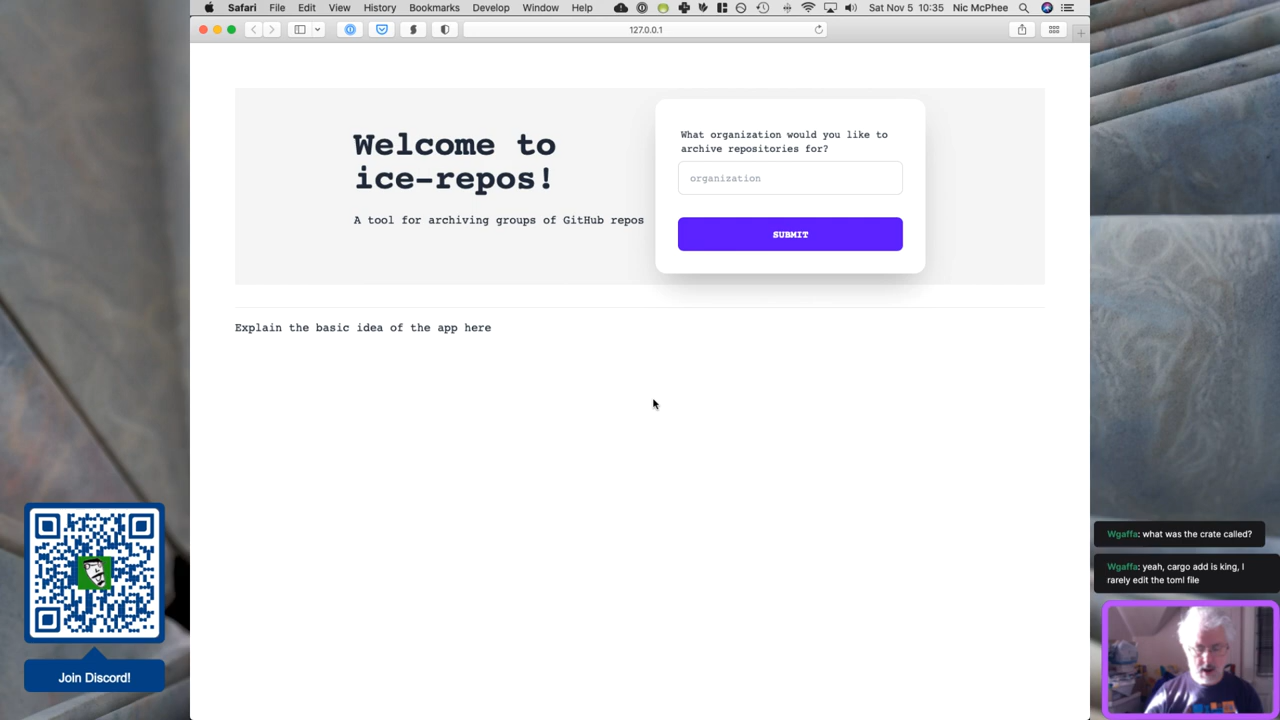 Safari File Edit View History Bookmarks Develop Window Help Sat Nov 5 10:35 Nic McPhee
127.0.0.1
Welcome to
ice-repos!
A tool for archiving groups of GitHub repos
What organization would you like to
archive repositories for?
organization
SUBMIT
Explain the basic idea of the app here
Wgaffa: what was the crate called?
Wgaffa: yeah, cargo add is king, I
rarely edit the toml file
Join Discord!